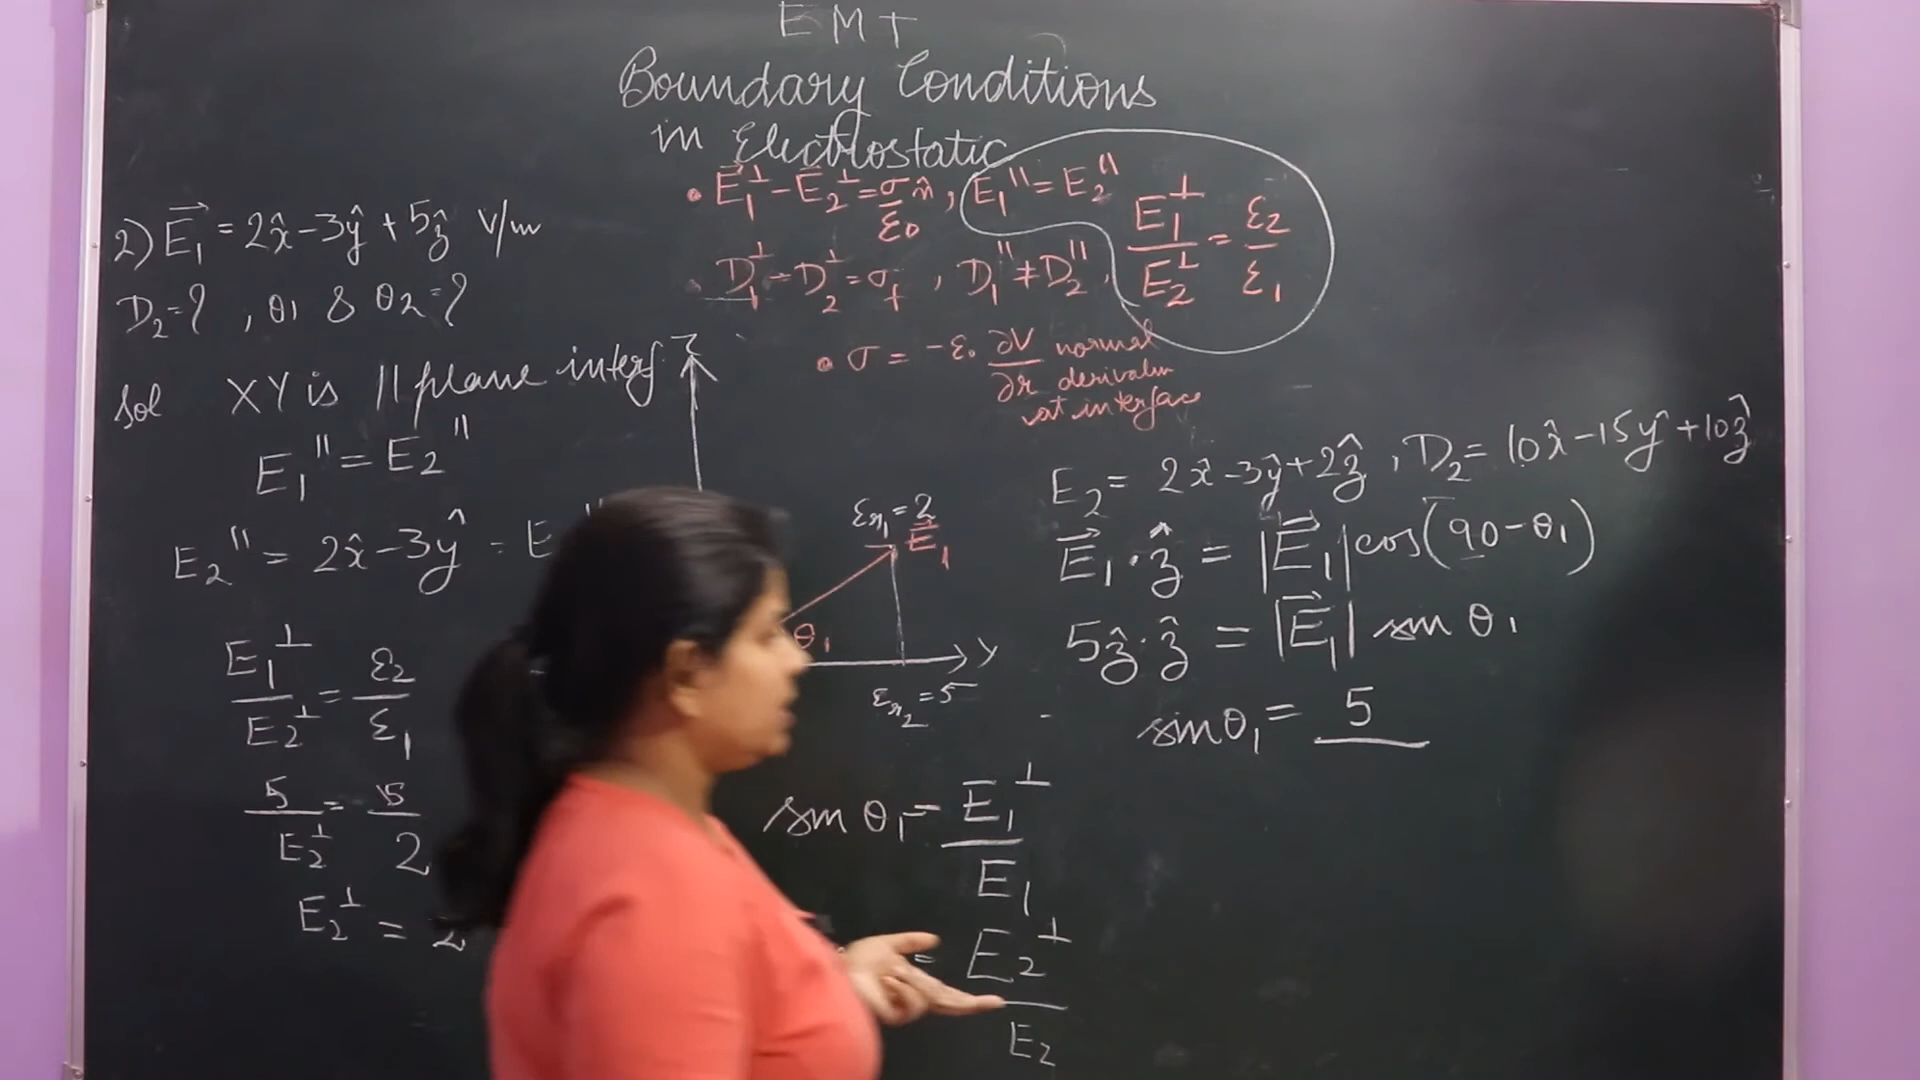 EMT
Boundary Conditions
in Electrostatic
• E₁^⊥ - E₂^⊥ = σ/ε₀ n̂, E₁^∥ = E₂^∥
• D₁^⊥ - D₂^⊥ = σ_f, D₁^∥ ≠ D₂^∥, E₁^⊥/E₂^⊥ = ε₂/ε₁
• σ = -ε₀ ∂V/∂r normal
at interface
2) E⃗₁ = 2x̂ - 3ŷ + 5ẑ V/m
D₂ = ?, θ₁ & θ₂ = ?
Sol XY is ∥ plane interf
E₁^∥ = E₂^∥
E₂^∥ = 2x̂ - 3ŷ = E
E₁^⊥/E₂^⊥ = ε₂/ε₁
5/E₂^⊥ = 5/2
E₂^⊥ = 2
Z
ε_r₁ = 2
E⃗₁
θ₁
Y
ε_r₂ = 5
sin θ₁ = E₁^⊥/E₁
= E₂^⊥/E₂
E₂ = 2x̂ - 3ŷ + 2ẑ, D₂ = 10x̂ - 15ŷ + 10ẑ
E⃗₁ · ẑ = |E⃗₁| cos(90 - θ₁)
5ẑ · ẑ = |E⃗₁| sin θ₁
sin θ₁ = 5/